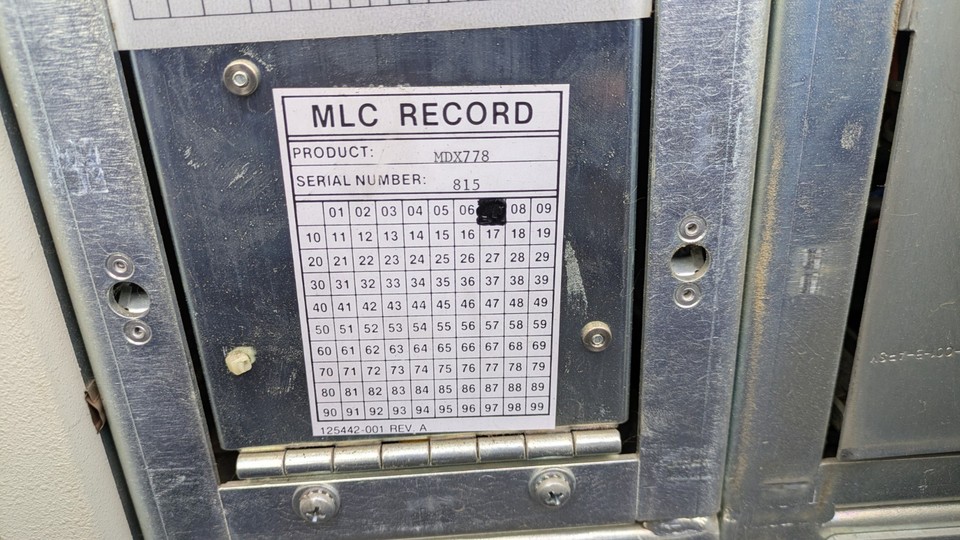 MLC RECORD
PRODUCT: MDX778
SERIAL NUMBER: 815
01 02 03 04 05 06 08 09
10 11 12 13 14 15 16 17 18 19
20 21 22 23 24 25 26 27 28 29
30 31 32 33 34 35 36 37 38 39
40 41 42 43 44 45 46 47 48 49
50 51 52 53 54 55 56 57 58 59
60 61 62 63 64 65 66 67 68 69
70 71 72 73 74 75 76 77 78 79
80 81 82 83 84 85 86 87 88 89
90 91 92 93 94 95 96 97 98 99
125442-001 REV. A